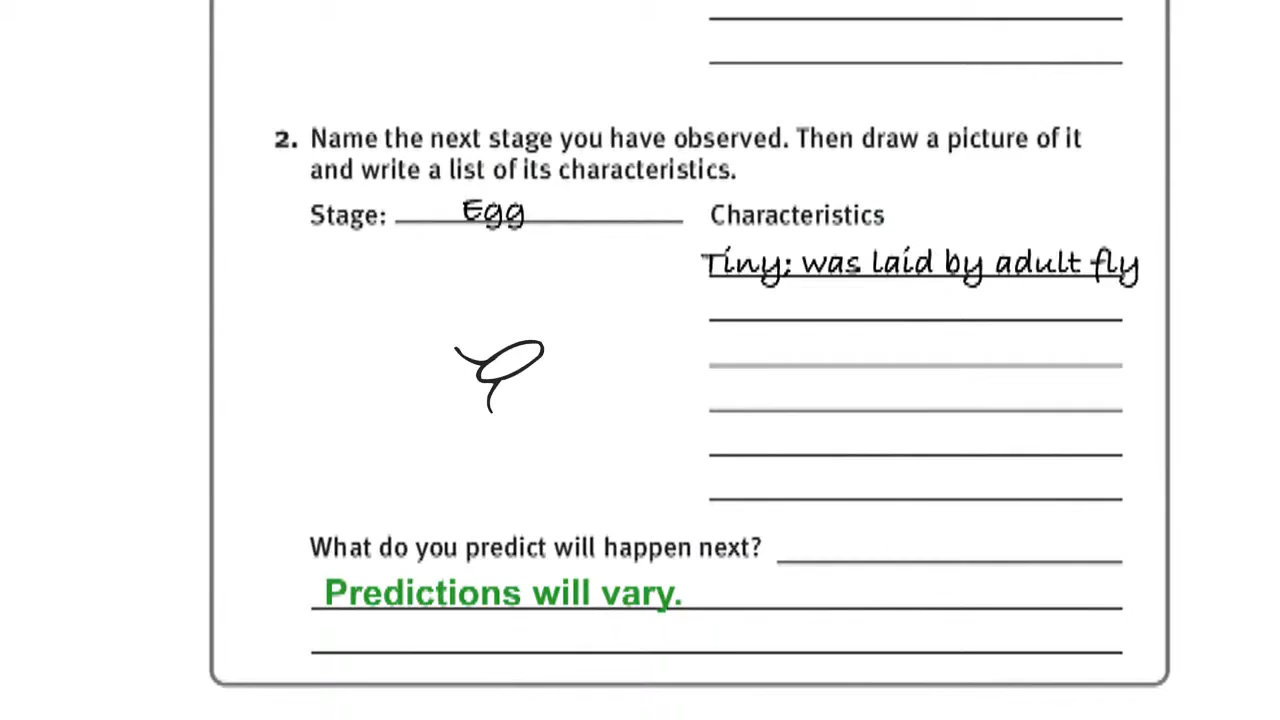 2. Name the next stage you have observed. Then draw a picture of it
and write a list of its characteristics.
Stage: Egg Characteristics
Tiny; was laid by adult fly
What do you predict will happen next?
Predictions will vary.